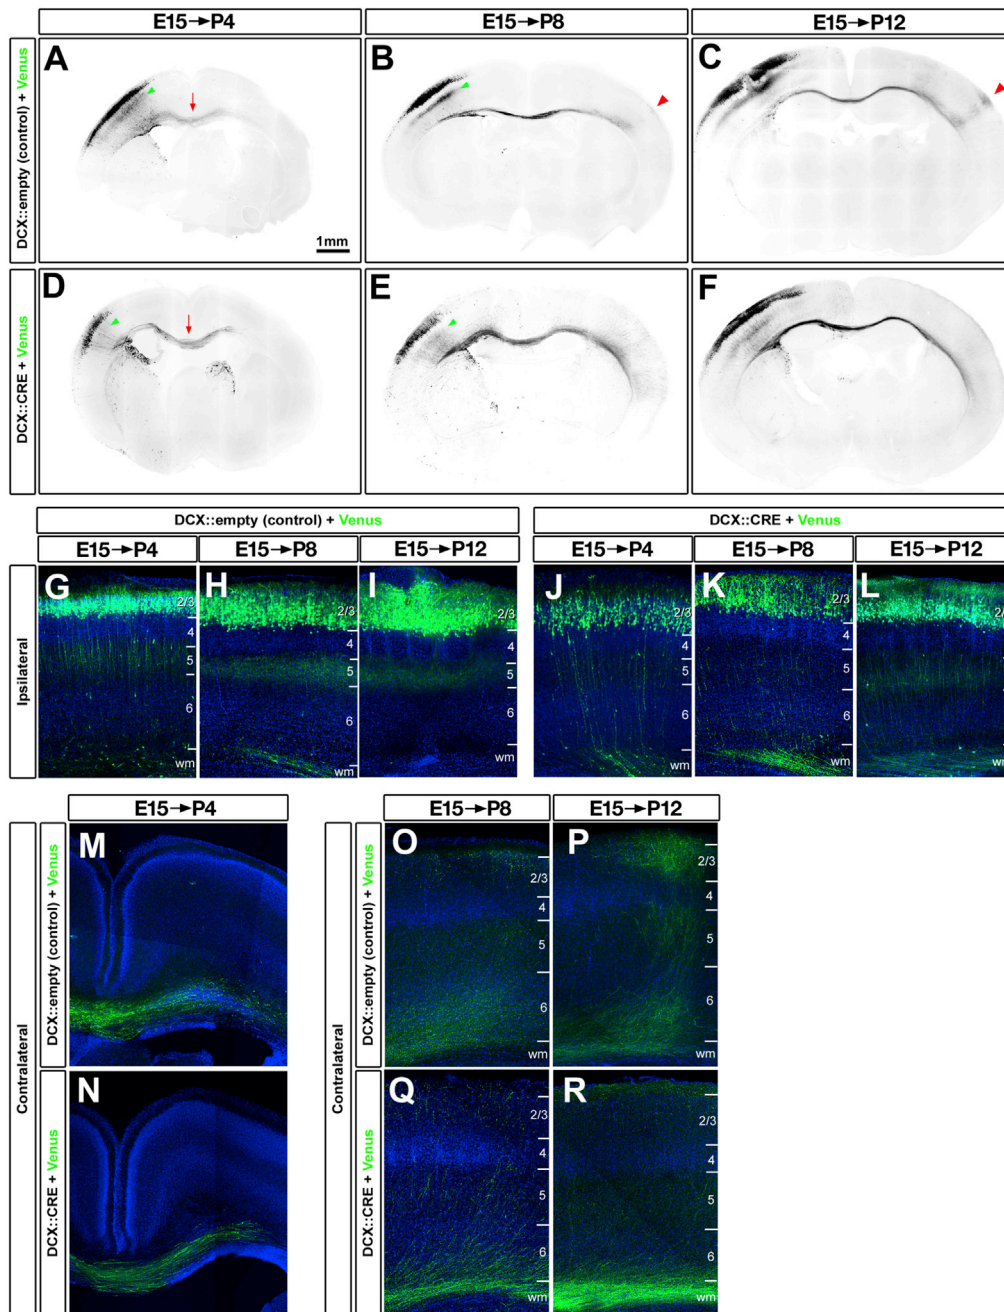 E15→P4
E15→P8
E15→P12
DCX::empty (control) + Venus
A
B
C
1mm
DCX::CRE + Venus
D
E
F
DCX::empty (control) + Venus
DCX::CRE + Venus
E15→P4
E15→P8
E15→P12
E15→P4
E15→P8
E15→P12
Ipsilateral
G
2/3
4
5
6
wm
H
2/3
4
5
6
wm
I
2/3
4
5
6
wm
J
2/3
4
5
6
wm
K
2/3
4
5
6
wm
L
2/3
4
5
6
wm
E15→P4
E15→P8
E15→P12
Contralateral
DCX::empty (control) + Venus
M
DCX::CRE + Venus
N
Contralateral
DCX::empty (control) + Venus
O
2/3
4
5
6
wm
P
2/3
4
5
6
wm
DCX::CRE + Venus
Q
2/3
4
5
6
wm
R
2/3
4
5
6
wm